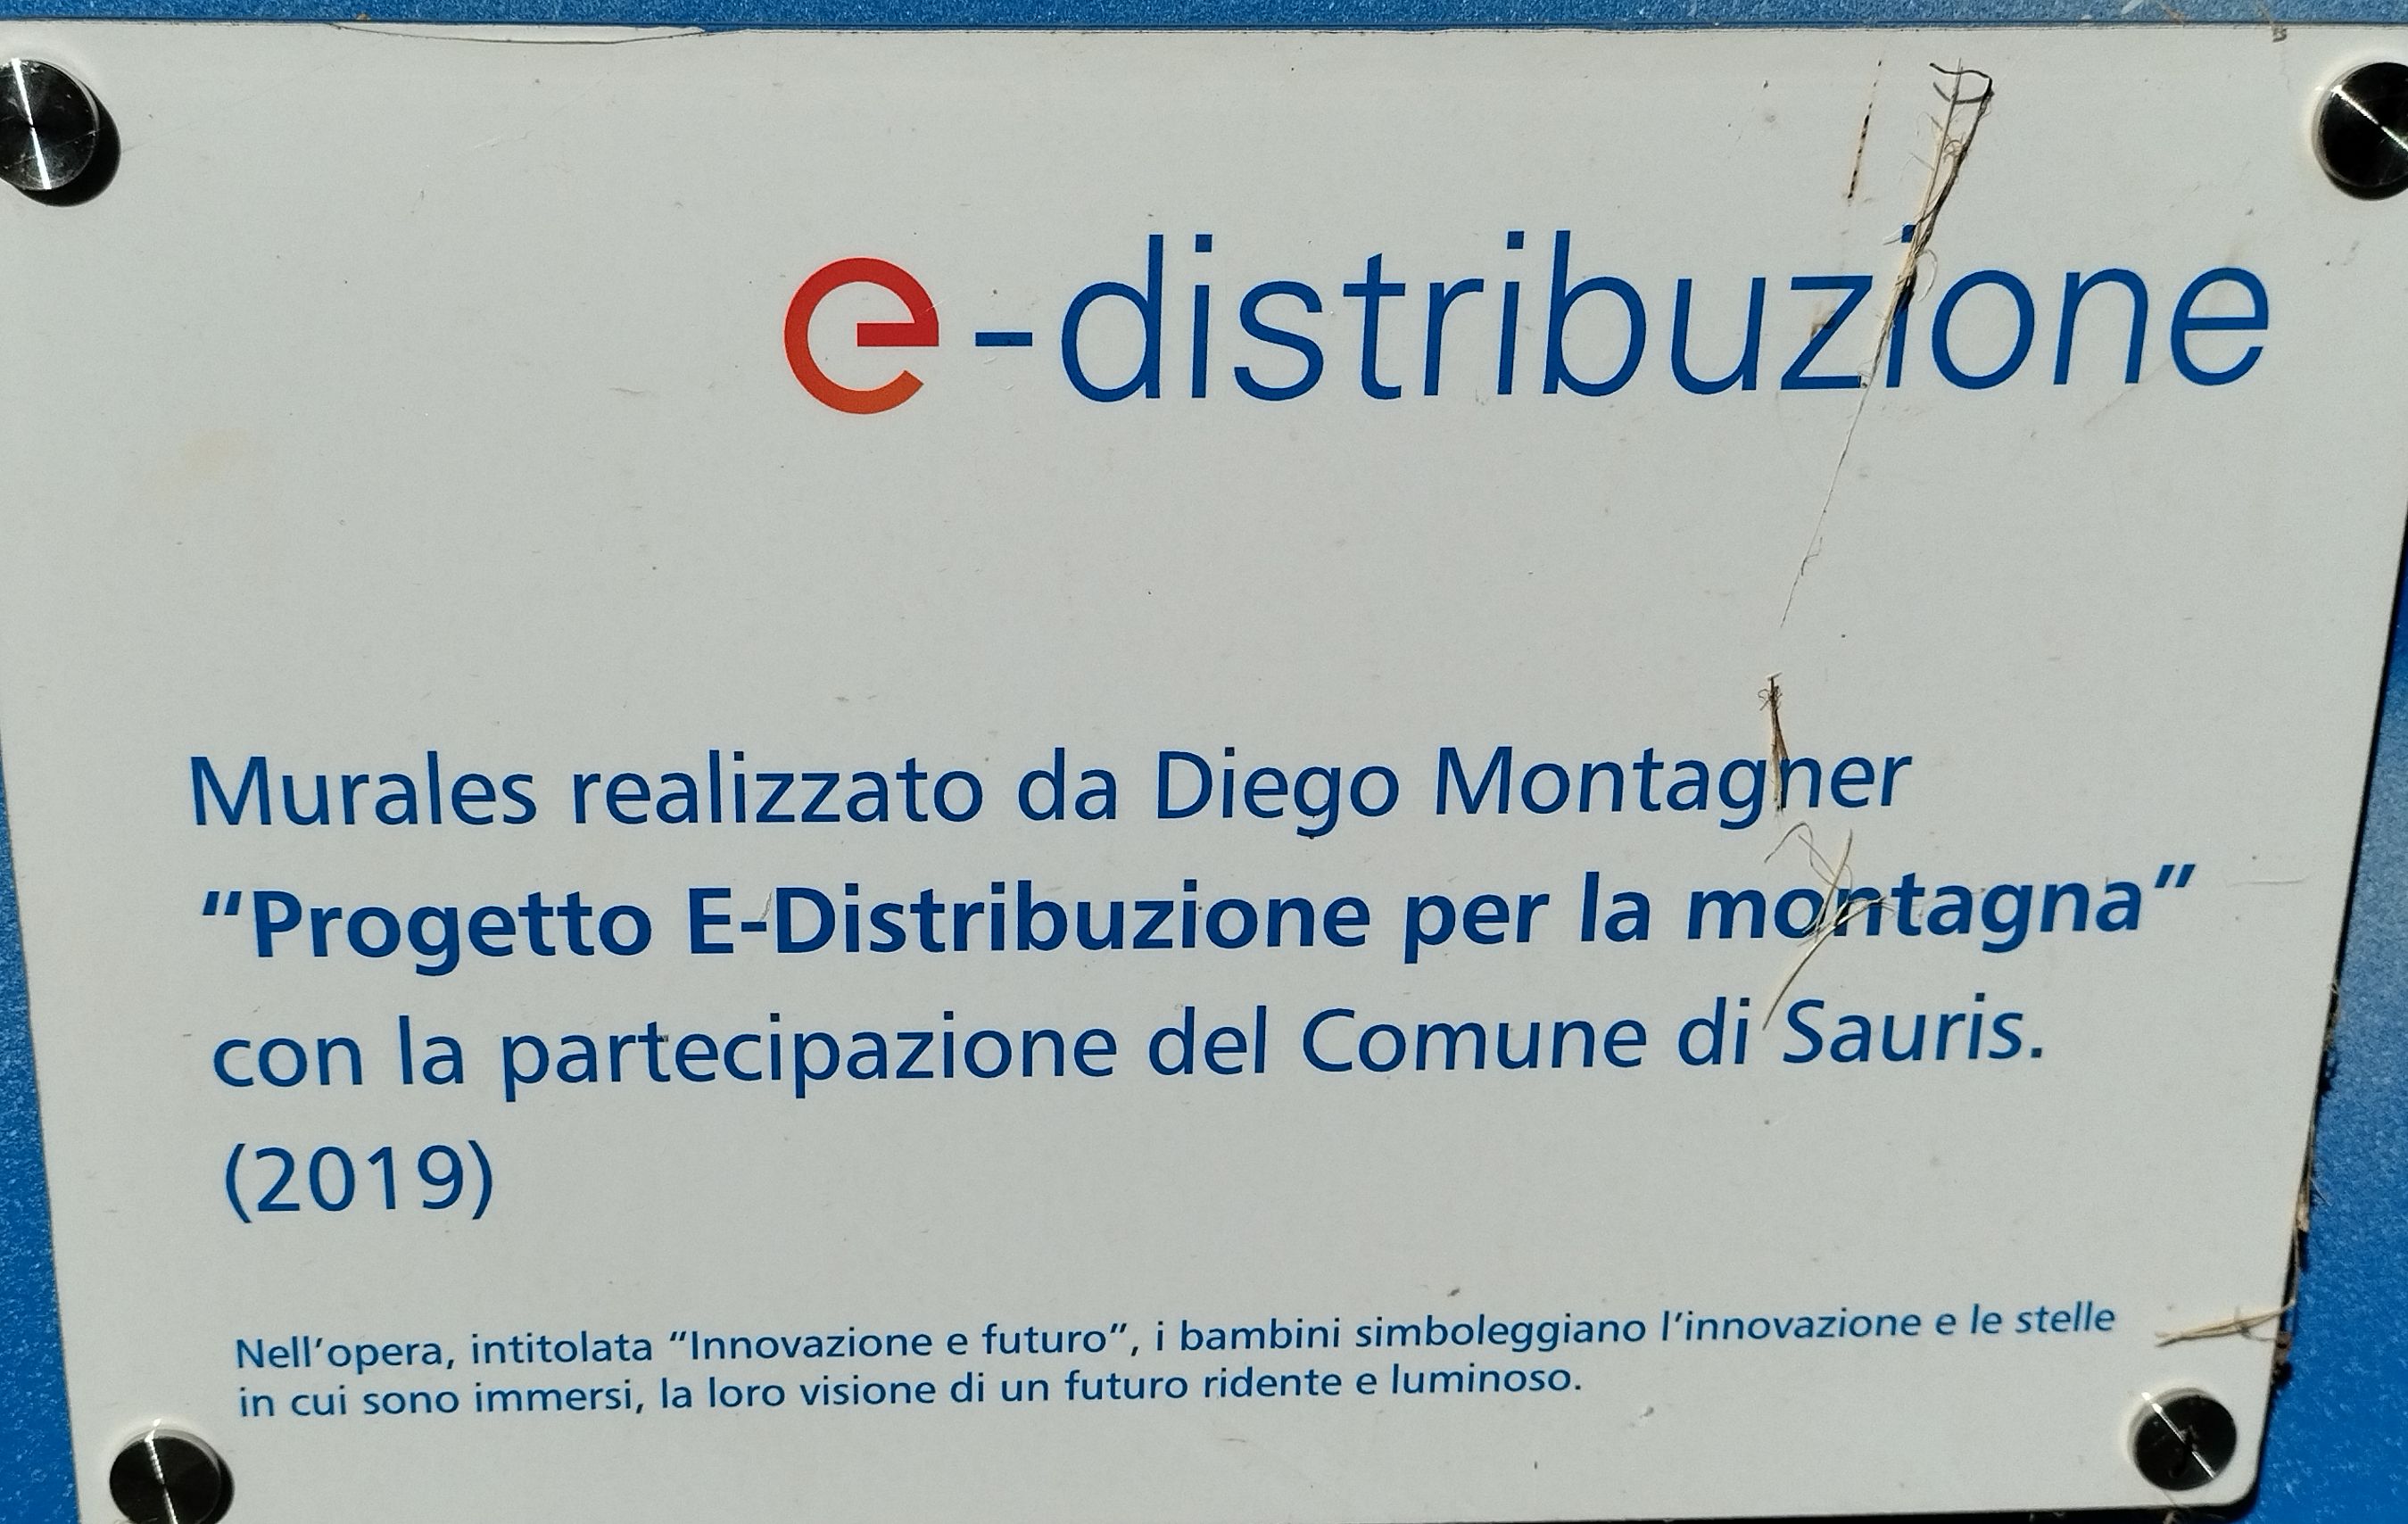 e-distribuzione
Murales realizzato da Diego Montagner
“Progetto E-Distribuzione per la montagna”
con la partecipazione del Comune di Sauris.
(2019)
Nell’opera, intitolata “Innovazione e futuro”, i bambini simboleggiano l’innovazione e le stelle
in cui sono immersi, la loro visione di un futuro ridente e luminoso.